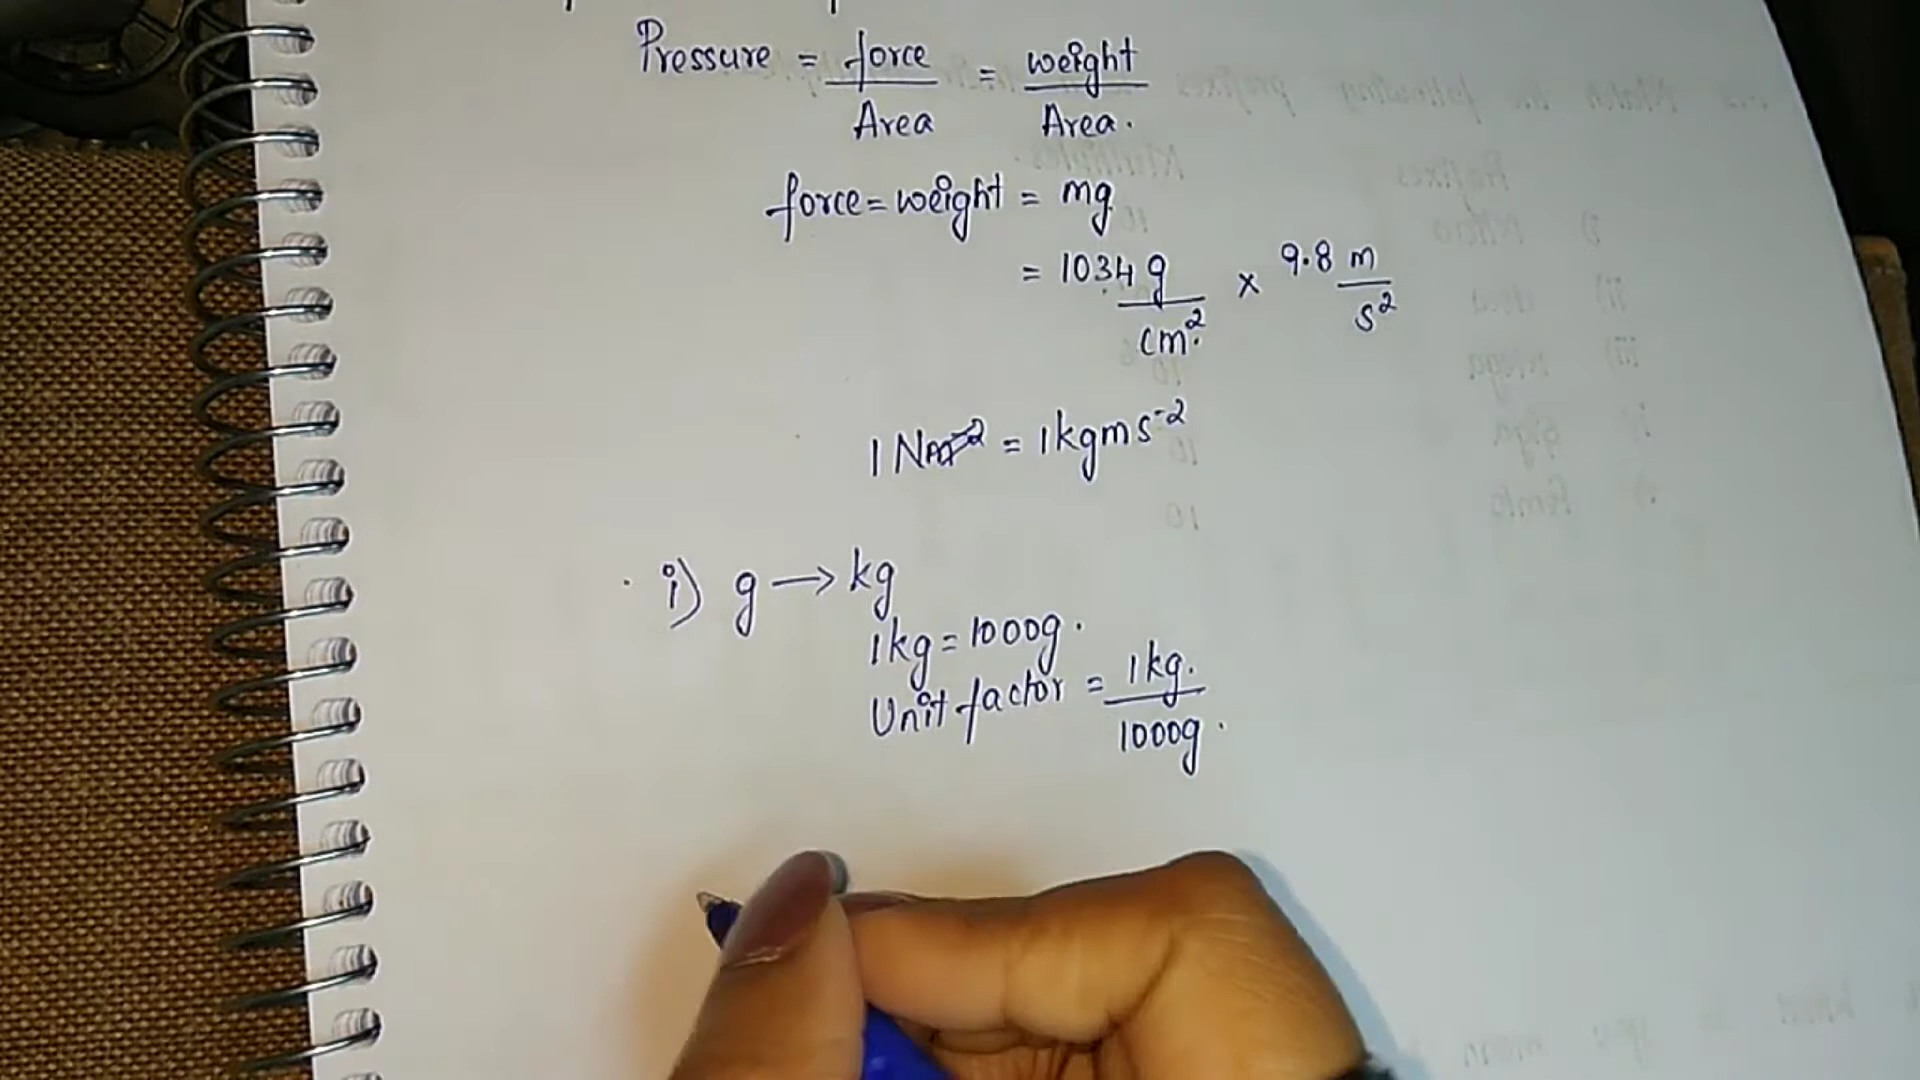 Pressure = force/Area = weight/Area.
force = weight = mg
= 1034 g/cm². × 9.8 m/s²
1 N = 1kgms⁻²
i) g → kg
1kg = 1000g.
Unit factor = 1kg./1000g.